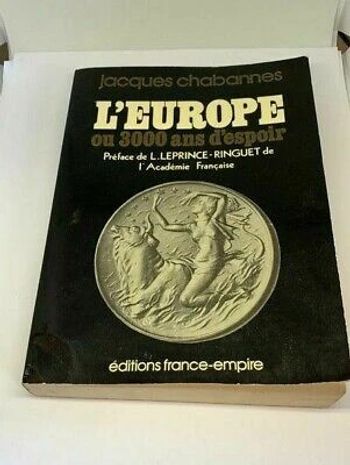 jacques chabannes
L'EUROPE
ou 3000 ans d'espoir
Préface de L. LEPRINCE-RINGUET de
l'Académie Française
éditions france-empire